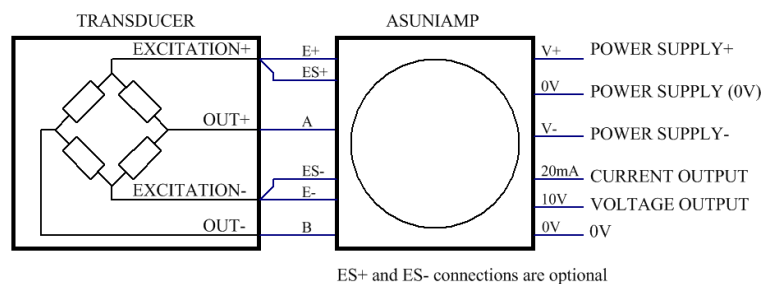 TRANSDUCER
ASUNIAMP
EXCITATION+
E+
ES+
OUT+
A
ES-
EXCITATION-
E-
OUT-
B
V+
POWER SUPPLY+
0V
POWER SUPPLY (0V)
V-
POWER SUPPLY-
20mA
CURRENT OUTPUT
10V
VOLTAGE OUTPUT
0V
0V
ES+ and ES- connections are optional